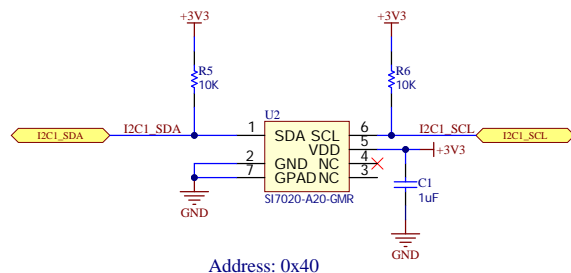 +3V3
+3V3
R5
10K
R6
10K
U2
I2C1_SDA
I2C1_SDA
1
SDA
SCL
6
I2C1_SCL
I2C1_SCL
VDD
5
+3V3
2
GND
NC
4
7
GPAD
NC
3
SI7020-A20-GMR
C1
1uF
GND
GND
Address: 0x40